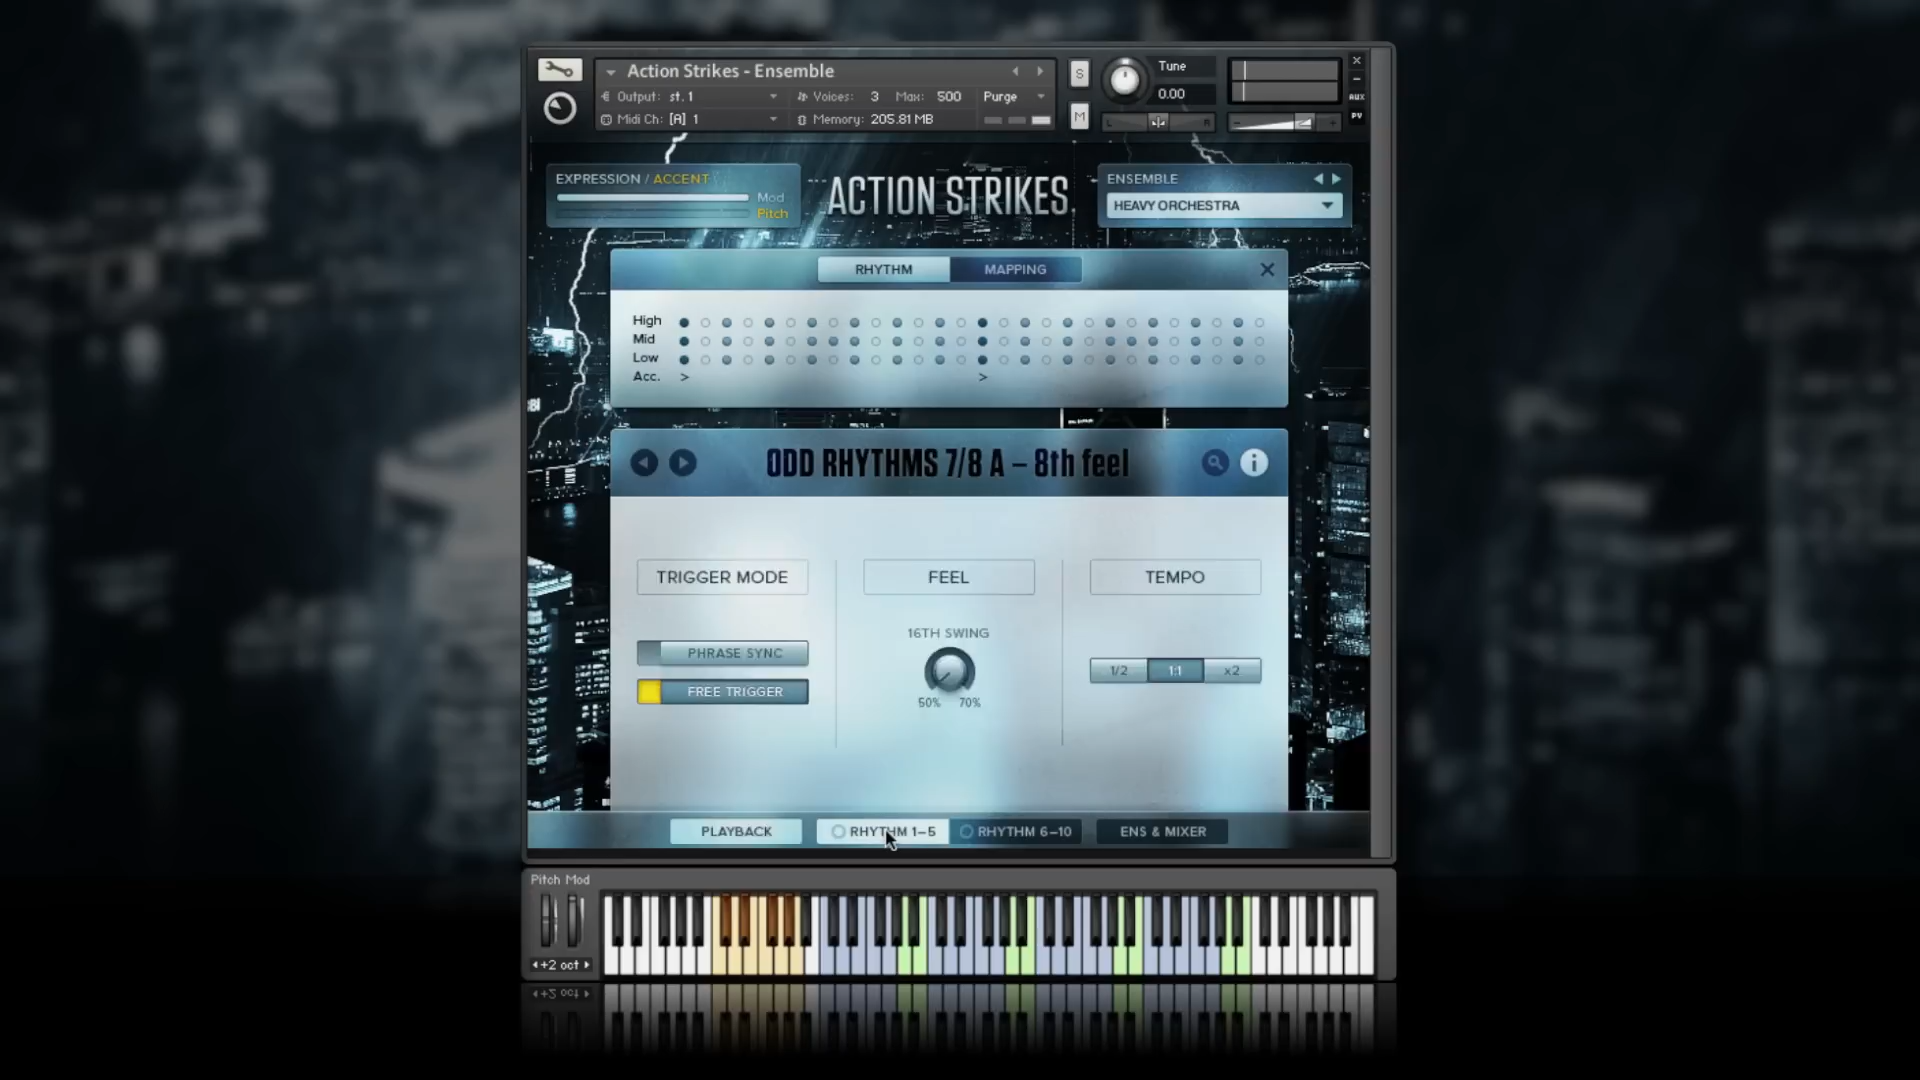 Action Strikes - Ensemble
Output: st.1
Voices: 3 Max: 500
Purge
Midi Ch: [A] 1
Memory: 205.81 MB
S
M
Tune
0.00
L R
- +
AUX
PV
EXPRESSION / ACCENT
Mod
Pitch
ACTION STRIKES
ENSEMBLE
HEAVY ORCHESTRA
RHYTHM
MAPPING
High
Mid
Low
Acc. > >
ODD RHYTHMS 7/8 A – 8th feel
i
TRIGGER MODE
FEEL
TEMPO
PHRASE SYNC
FREE TRIGGER
16TH SWING
50% 70%
1/2 1:1 x2
PLAYBACK
RHYTHM 1–5
RHYTHM 6–10
ENS & MIXER
Pitch Mod
+2 oct